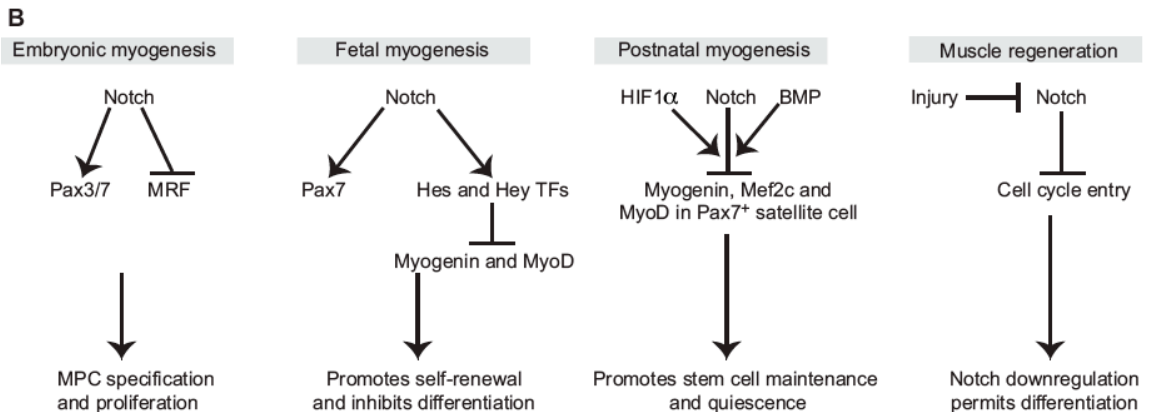 B
Embryonic myogenesis
Notch
Pax3/7 MRF
MPC specification
and proliferation
Fetal myogenesis
Notch
Pax7 Hes and Hey TFs
Myogenin and MyoD
Promotes self-renewal
and inhibits differentiation
Postnatal myogenesis
HIF1α Notch BMP
Myogenin, Mef2c and
MyoD in Pax7⁺ satellite cell
Promotes stem cell maintenance
and quiescence
Muscle regeneration
Injury Notch
Cell cycle entry
Notch downregulation
permits differentiation